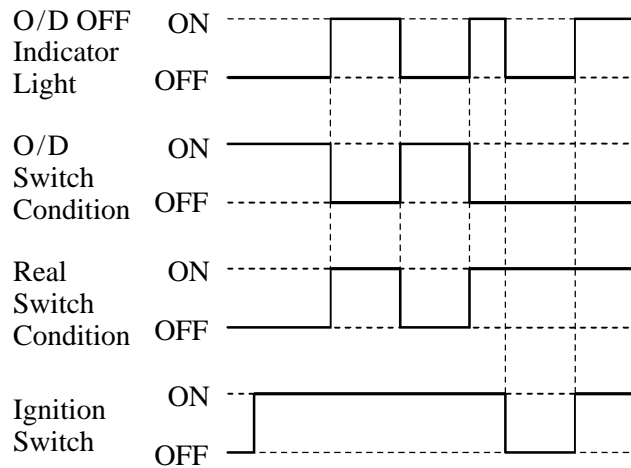 O/D OFF
Indicator
Light
ON
OFF
O/D
Switch
Condition
ON
OFF
Real
Switch
Condition
ON
OFF
Ignition
Switch
ON
OFF